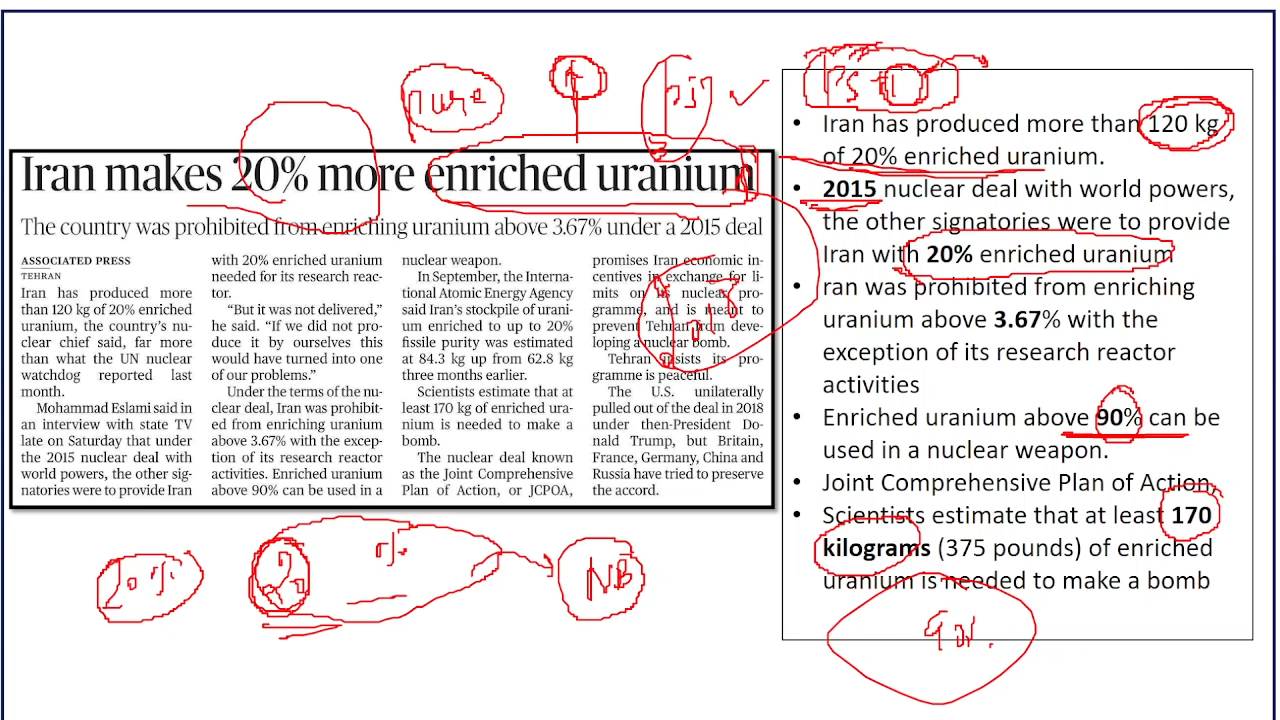 Iran makes 20% more enriched uranium
The country was prohibited from enriching uranium above 3.67% under a 2015 deal
ASSOCIATED PRESS
TEHRAN
Iran has produced more
than 120 kg of 20% enriched
uranium, the country's nu-
clear chief said, far more
than what the UN nuclear
watchdog reported last
month.
Mohammad Eslami said in
an interview with state TV
late on Saturday that under
the 2015 nuclear deal with
world powers, the other sig-
natories were to provide Iran
with 20% enriched uranium
needed for its research reac-
tor.
"But it was not delivered,"
he said. "If we did not pro-
duce it by ourselves this
would have turned into one
of our problems."
Under the terms of the nu-
clear deal, Iran was prohibit-
ed from enriching uranium
above 3.67% with the excep-
tion of its research reactor
activities. Enriched uranium
above 90% can be used in a
nuclear weapon.
In September, the Interna-
tional Atomic Energy Agency
said Iran's stockpile of urani-
um enriched to up to 20%
fissile purity was estimated
at 84.3 kg up from 62.8 kg
three months earlier.
Scientists estimate that at
least 170 kg of enriched ura-
nium is needed to make a
bomb.
The nuclear deal known
as the Joint Comprehensive
Plan of Action, or JCPOA,
promises Iran economic in-
centives in exchange for li-
mits on its nuclear pro-
gramme, and is meant to
prevent Tehran from deve-
loping a nuclear bomb.
Tehran insists its pro-
gramme is peaceful.
The U.S. unilaterally
pulled out of the deal in 2018
under then-President Do-
nald Trump, but Britain,
France, Germany, China and
Russia have tried to preserve
the accord.
• Iran has produced more than 120 kg
of 20% enriched uranium.
• 2015 nuclear deal with world powers,
the other signatories were to provide
Iran with 20% enriched uranium
• ran was prohibited from enriching
uranium above 3.67% with the
exception of its research reactor
activities
• Enriched uranium above 90% can be
used in a nuclear weapon.
• Joint Comprehensive Plan of Action,
• Scientists estimate that at least 170
kilograms (375 pounds) of enriched
uranium is needed to make a bomb
20%
NB